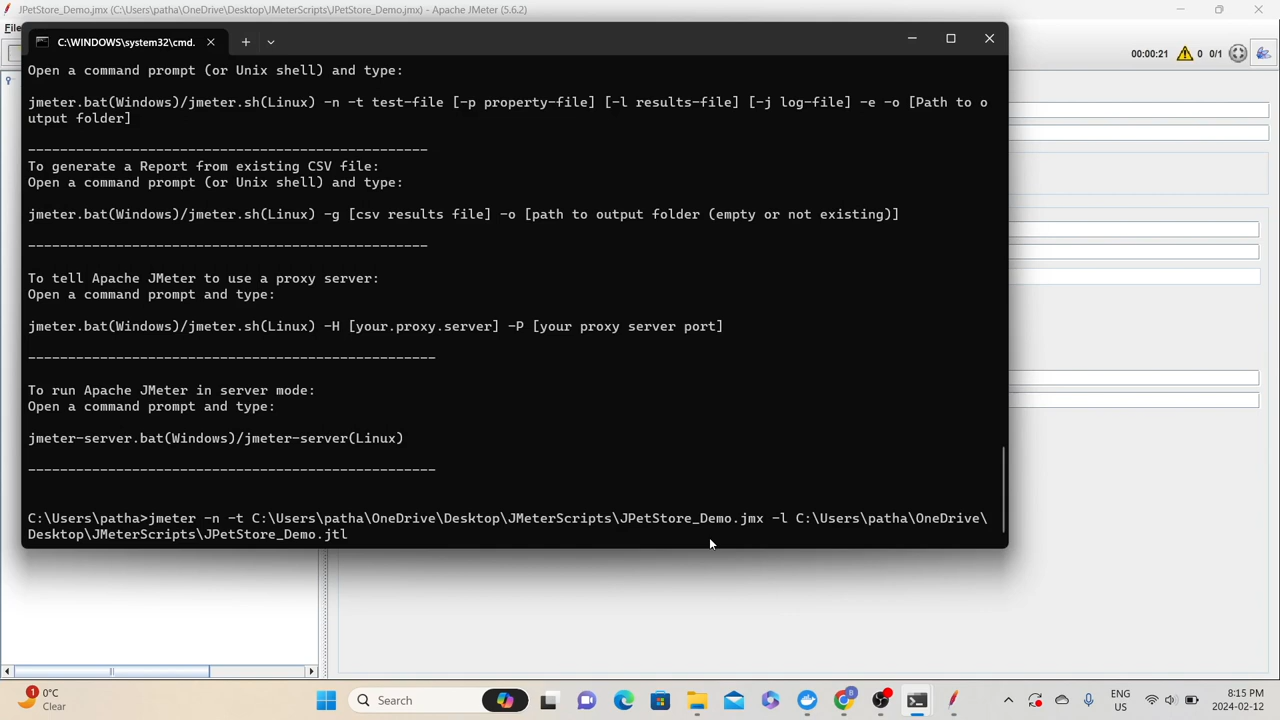 JPetStore_Demo.jmx (C:\Users\patha\OneDrive\Desktop\JMeterScripts\JPetStore_Demo.jmx) - Apache JMeter (5.6.2)
File
C:\WINDOWS\system32\cmd.
00:00:21 0 0/1
Open a command prompt (or Unix shell) and type:
jmeter.bat(Windows)/jmeter.sh(Linux) -n -t test-file [-p property-file] [-l results-file] [-j log-file] -e -o [Path to o
utput folder]
---------------------------------------------------
To generate a Report from existing CSV file:
Open a command prompt (or Unix shell) and type:
jmeter.bat(Windows)/jmeter.sh(Linux) -g [csv results file] -o [path to output folder (empty or not existing)]
---------------------------------------------------
To tell Apache JMeter to use a proxy server:
Open a command prompt and type:
jmeter.bat(Windows)/jmeter.sh(Linux) -H [your.proxy.server] -P [your proxy server port]
---------------------------------------------------
To run Apache JMeter in server mode:
Open a command prompt and type:
jmeter-server.bat(Windows)/jmeter-server(Linux)
---------------------------------------------------
C:\Users\patha>jmeter -n -t C:\Users\patha\OneDrive\Desktop\JMeterScripts\JPetStore_Demo.jmx -l C:\Users\patha\OneDrive\
Desktop\JMeterScripts\JPetStore_Demo.jtl
1
0°C
Clear
Search
8
ENG
US
8:15 PM
2024-02-12